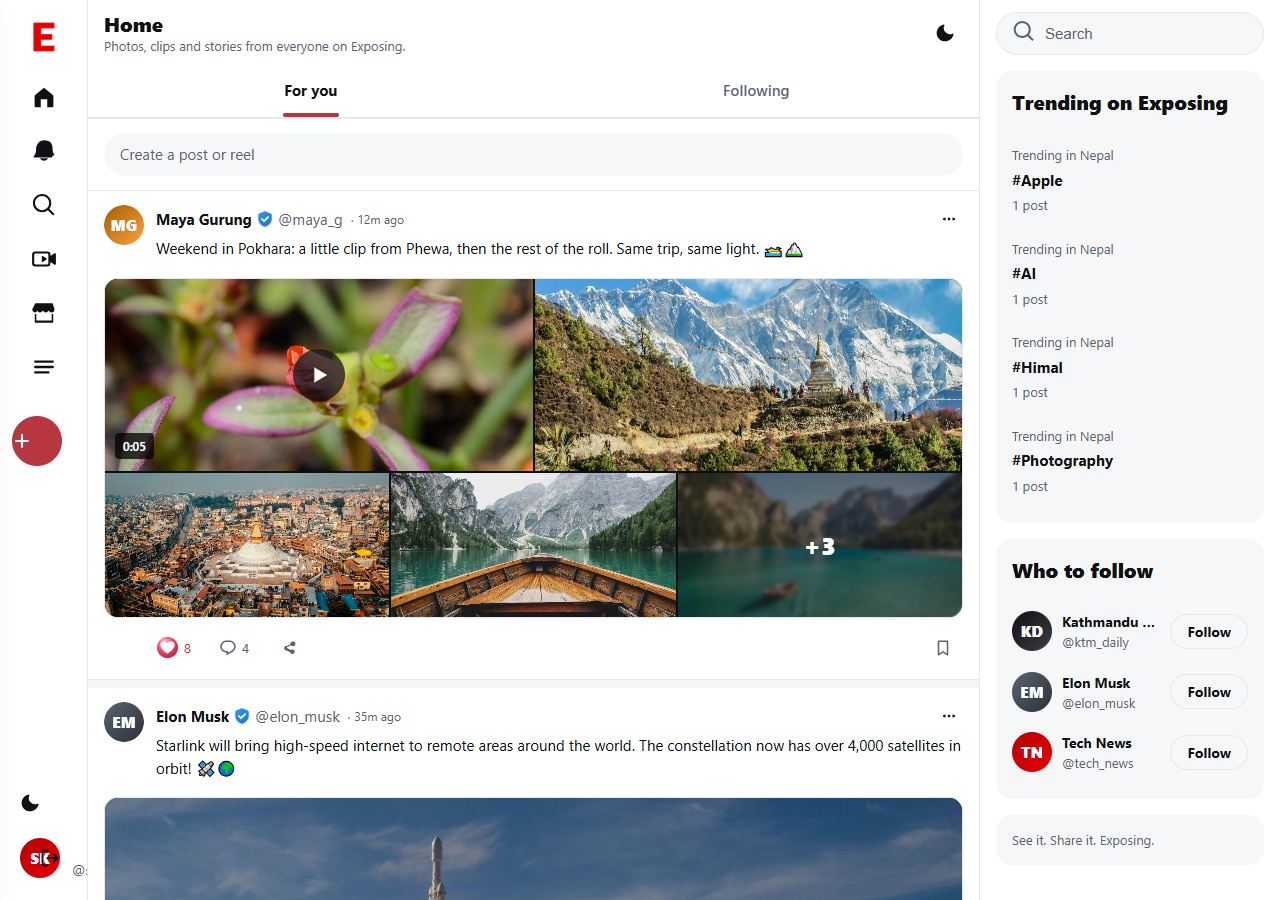 E
Home
Photos, clips and stories from everyone on Exposing.
For you
Following
Create a post or reel
MG
Maya Gurung @maya_g · 12m ago
Weekend in Pokhara: a little clip from Phewa, then the rest of the roll. Same trip, same light. 🚤🏔
0:05
+3
8
4
EM
Elon Musk @elon_musk · 35m ago
Starlink will bring high-speed internet to remote areas around the world. The constellation now has over 4,000 satellites in
orbit! 🛰🌍
Search
Trending on Exposing
Trending in Nepal
#Apple
1 post
Trending in Nepal
#AI
1 post
Trending in Nepal
#Himal
1 post
Trending in Nepal
#Photography
1 post
Who to follow
KD
Kathmandu ...
@ktm_daily
Follow
EM
Elon Musk
@elon_musk
Follow
TN
Tech News
@tech_news
Follow
See it. Share it. Exposing.